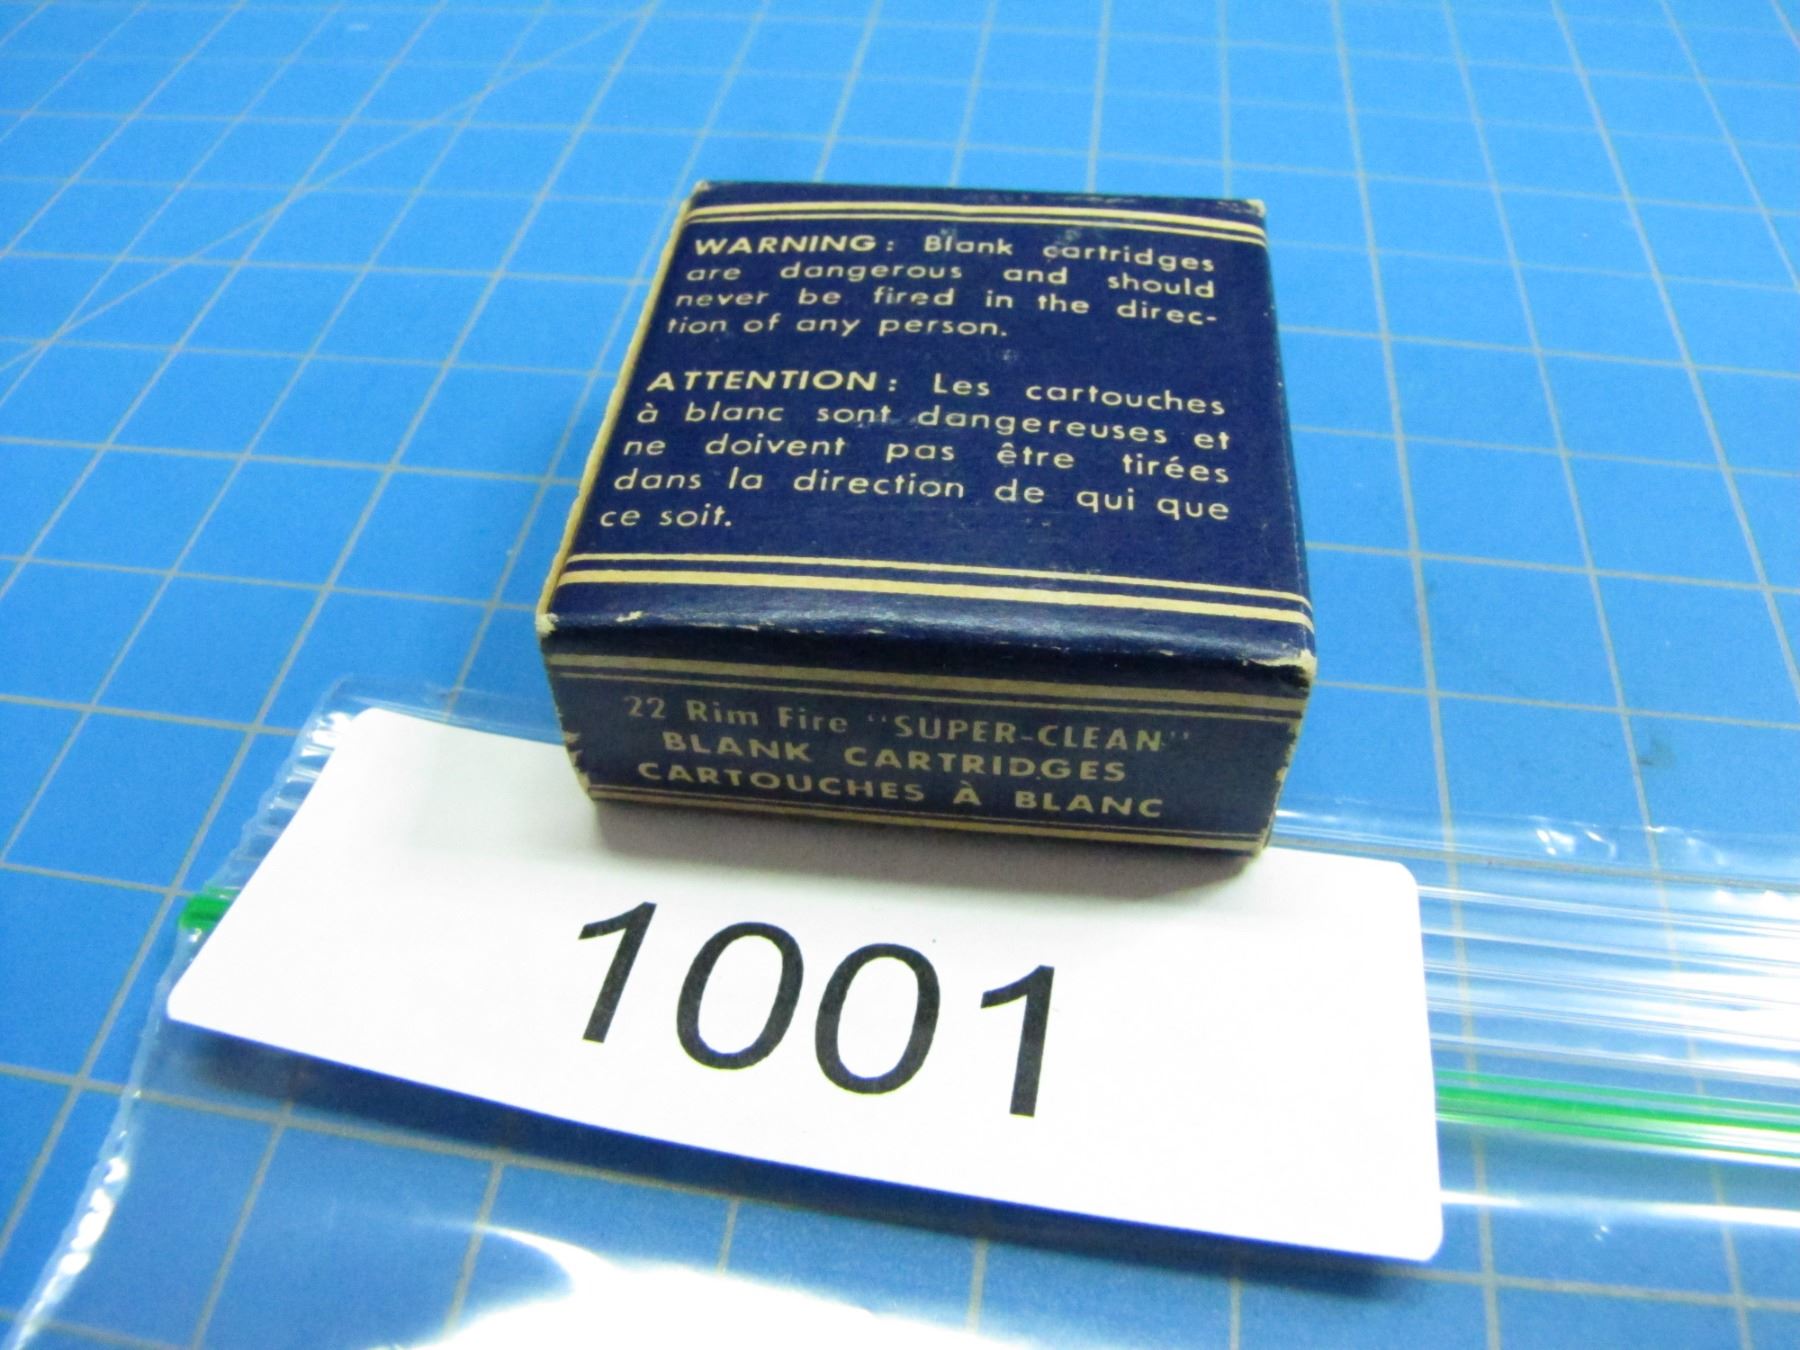 WARNING: Blank cartridges
are dangerous and should
never be fired in the direc-
tion of any person.
ATTENTION: Les cartouches
à blanc sont dangereuses et
ne doivent pas être tirées
dans la direction de qui que
ce soit.
22 Rim Fire "SUPER-CLEAN"
BLANK CARTRIDGES
CARTOUCHES À BLANC
1001